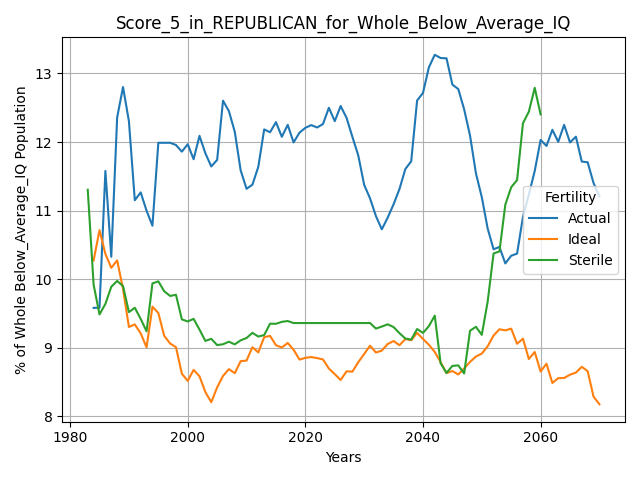 Score_5_in_REPUBLICAN_for_Whole_Below_Average_IQ
% of Whole Below_Average_IQ Population
13
12
11
10
9
8
Fertility
Actual
Ideal
Sterile
1980
2000
2020
2040
2060
Years